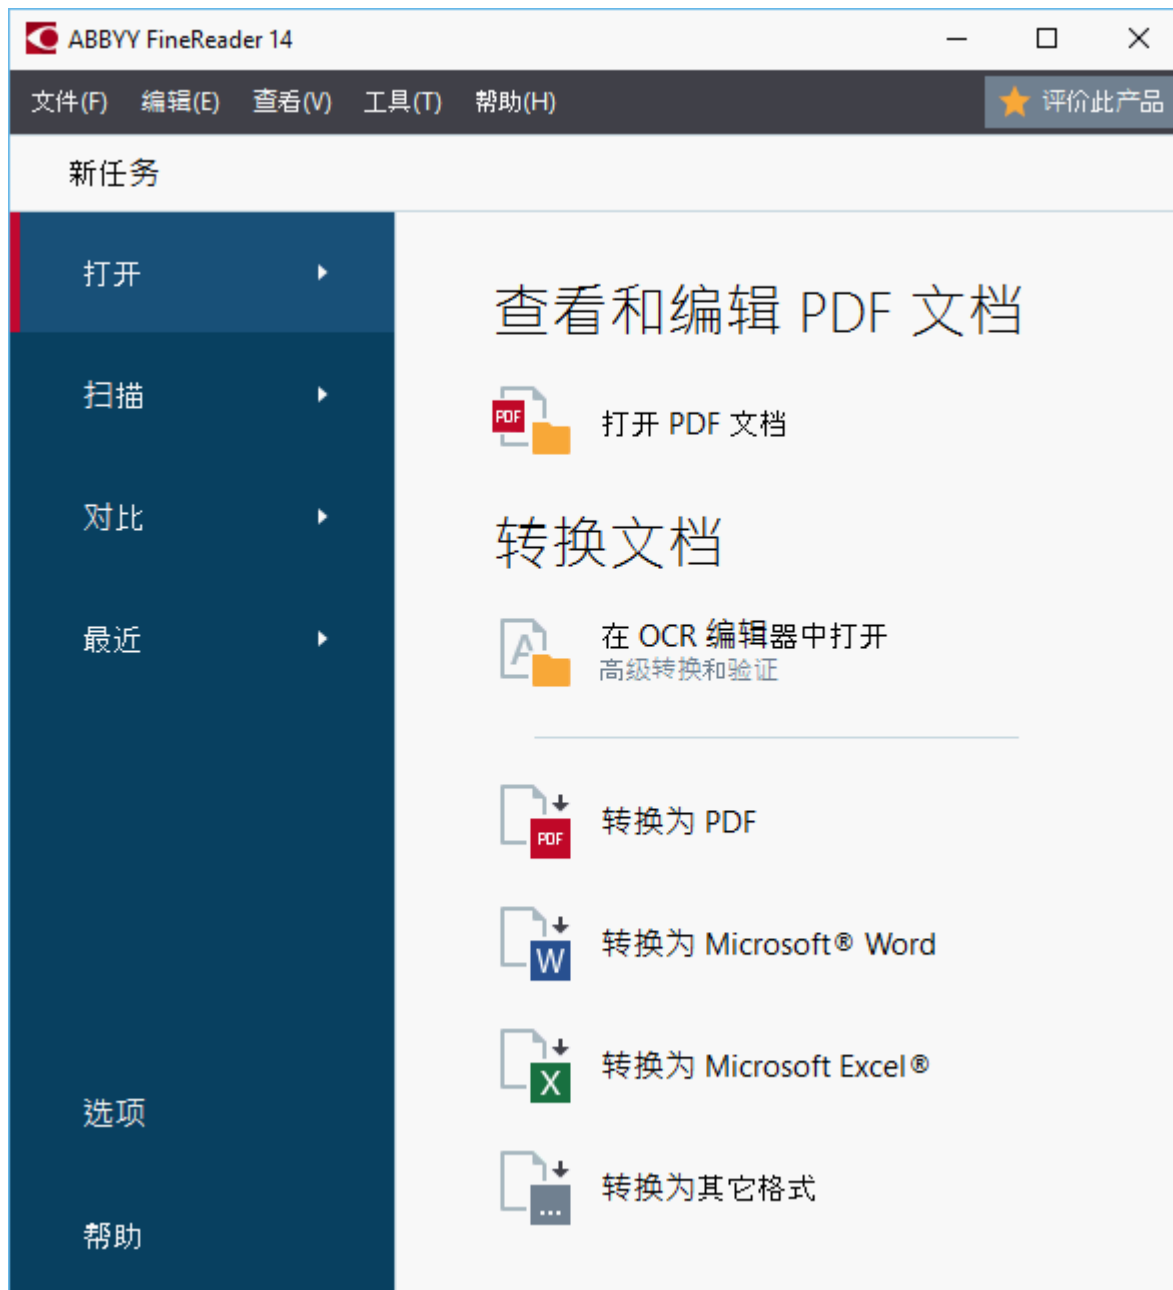 ABBYY FineReader 14
文件(F) 编辑(E) 查看(V) 工具(T) 帮助(H) 评价此产品
新任务
打开
扫描
对比
最近
选项
帮助
查看和编辑 PDF 文档
PDF
打开 PDF 文档
转换文档
A
在 OCR 编辑器中打开
高级转换和验证
PDF
转换为 PDF
W
转换为 Microsoft® Word
X
转换为 Microsoft Excel®
...
转换为其它格式